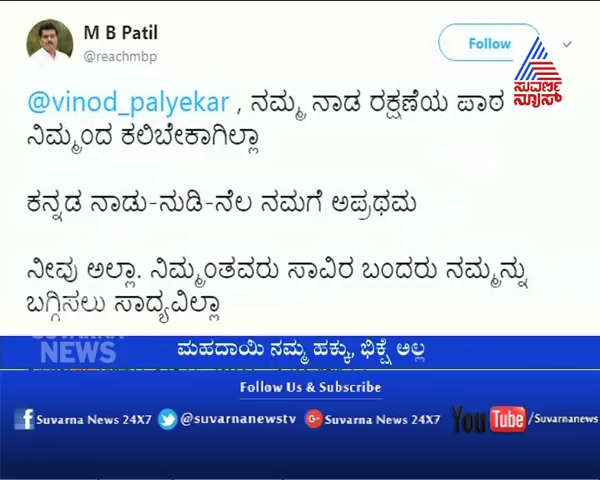 M B Patil
@reachmbp
Follow
ಸುವರ್ಣ
ನ್ಯೂಸ್
@vinod_palyekar , ನಮ್ಮ ನಾಡ ರಕ್ಷಣೆಯ ಪಾಠ
ನಿಮ್ಮಂದ ಕಲಿಬೇಕಾಗಿಲ್ಲಾ
ಕನ್ನಡ ನಾಡು-ನುಡಿ-ನೆಲ ನಮಗೆ ಅಪ್ರಥಮ
ನೀವು ಅಲ್ಲಾ. ನಿಮ್ಮಂತವರು ಸಾವಿರ ಬಂದರು ನಮ್ಮನ್ನು
ಬಗ್ಗಿಸಲು ಸಾದ್ಯವಿಲ್ಲಾ
SUVARNA
NEWS
ಮಹದಾಯಿ ನಮ್ಮ ಹಕ್ಕು, ಭಿಕ್ಷೆ ಅಲ್ಲ
Follow Us & Subscribe
Suvarna News 24X7 @suvarnanewstv Suvarna News 24X7 YouTube /Suvarnanews